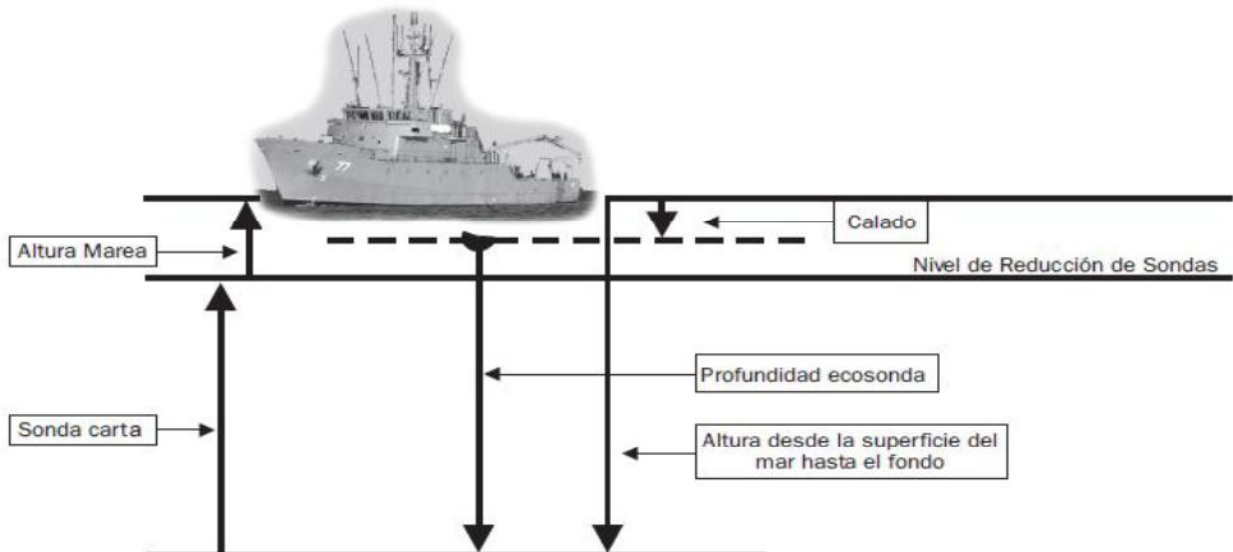 77
Calado
Altura Marea
Nivel de Reducción de Sondas
Profundidad ecosonda
Sonda carta
Altura desde la superficie del
mar hasta el fondo